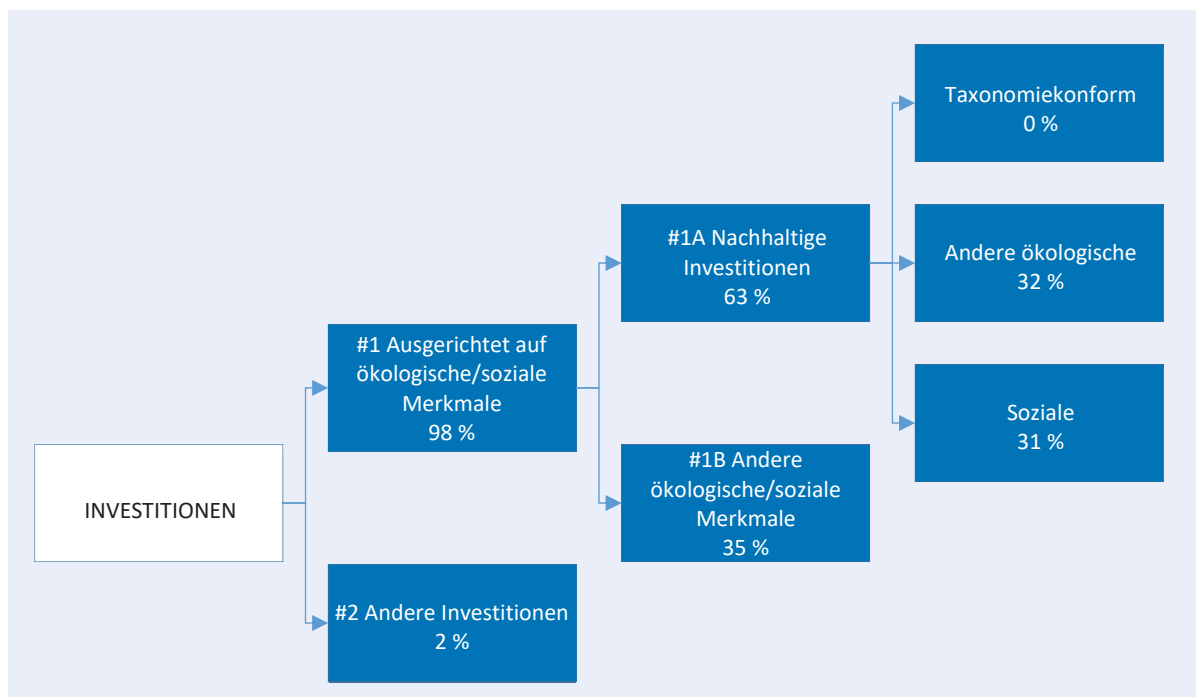 INVESTITIONEN
#1 Ausgerichtet auf
ökologische/soziale
Merkmale
98 %
#2 Andere Investitionen
2 %
#1A Nachhaltige
Investitionen
63 %
#1B Andere
ökologische/soziale
Merkmale
35 %
Taxonomiekonform
0 %
Andere ökologische
32 %
Soziale
31 %